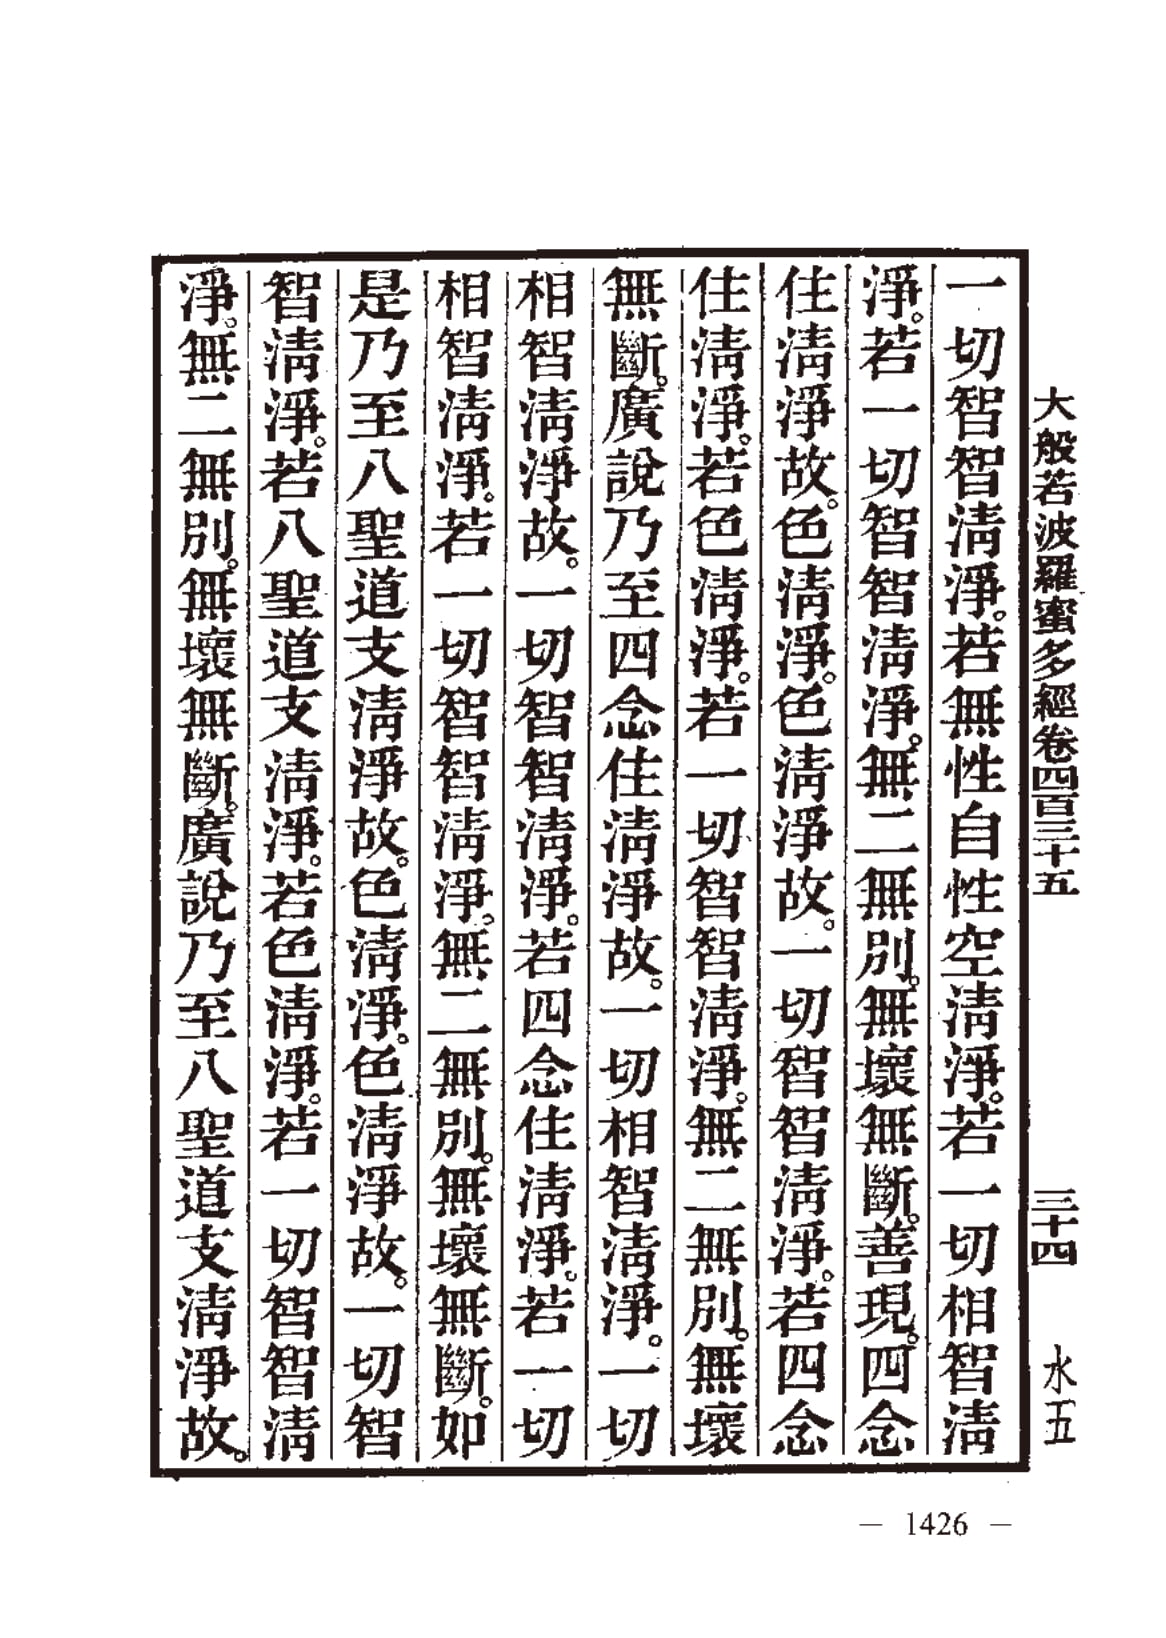 大般若波羅蜜多經卷四百三十五　三十四　水五
一切智智清淨。若無性自性空清淨。若一切相智清
淨。若一切智智清淨。無二無別。無壞無斷。善現。四念
住清淨故。色清淨。色清淨故。一切智智清淨。若四念
住清淨。若色清淨。若一切智智清淨。無二無別。無壞
無斷。廣說乃至四念住清淨故。一切相智清淨。一切
相智清淨故。一切智智清淨。若四念住清淨。若一切
相智清淨。若一切智智清淨。無二無別。無壞無斷。如
是乃至八聖道支清淨故。色清淨。色清淨故。一切智
智清淨。若八聖道支清淨。若色清淨。若一切智智清
淨。無二無別。無壞無斷。廣說乃至八聖道支清淨故。
— 1426 —